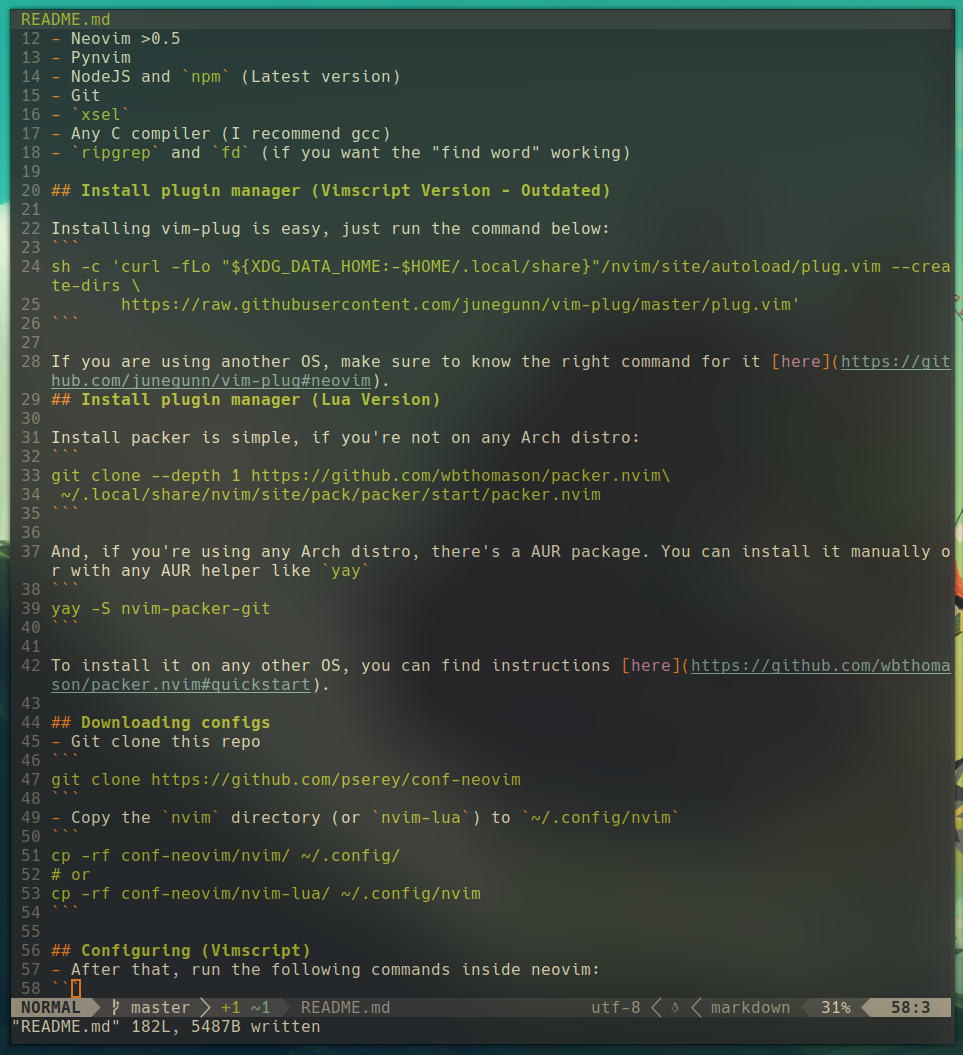 README.md
12 - Neovim >0.5
13 - Pynvim
14 - NodeJS and `npm` (Latest version)
15 - Git
16 - `xsel`
17 - Any C compiler (I recommend gcc)
18 - `ripgrep` and `fd` (if you want the "find word" working)
19
20 ## Install plugin manager (Vimscript Version - Outdated)
21
22 Installing vim-plug is easy, just run the command below:
23 ```
24 sh -c 'curl -fLo "${XDG_DATA_HOME:-$HOME/.local/share}"/nvim/site/autoload/plug.vim --crea
te-dirs \
25        https://raw.githubusercontent.com/junegunn/vim-plug/master/plug.vim'
26 ```
27
28 If you are using another OS, make sure to know the right command for it [here](https://git
hub.com/junegunn/vim-plug#neovim).
29 ## Install plugin manager (Lua Version)
30
31 Install packer is simple, if you're not on any Arch distro:
32 ```
33 git clone --depth 1 https://github.com/wbthomason/packer.nvim\
34  ~/.local/share/nvim/site/pack/packer/start/packer.nvim
35 ```
36
37 And, if you're using any Arch distro, there's a AUR package. You can install it manually o
r with any AUR helper like `yay`
38 ```
39 yay -S nvim-packer-git
40 ```
41
42 To install it on any other OS, you can find instructions [here](https://github.com/wbthoma
son/packer.nvim#quickstart).
43
44 ## Downloading configs
45 - Git clone this repo
46 ```
47 git clone https://github.com/pserey/conf-neovim
48 ```
49 - Copy the `nvim` directory (or `nvim-lua`) to `~/.config/nvim`
50 ```
51 cp -rf conf-neovim/nvim/ ~/.config/
52 # or
53 cp -rf conf-neovim/nvim-lua/ ~/.config/nvim
54 ```
55
56 ## Configuring (Vimscript)
57 - After that, run the following commands inside neovim:
58 ``
NORMAL master +1 ~1 README.md utf-8 markdown 31% 58:3
"README.md" 182L, 5487B written